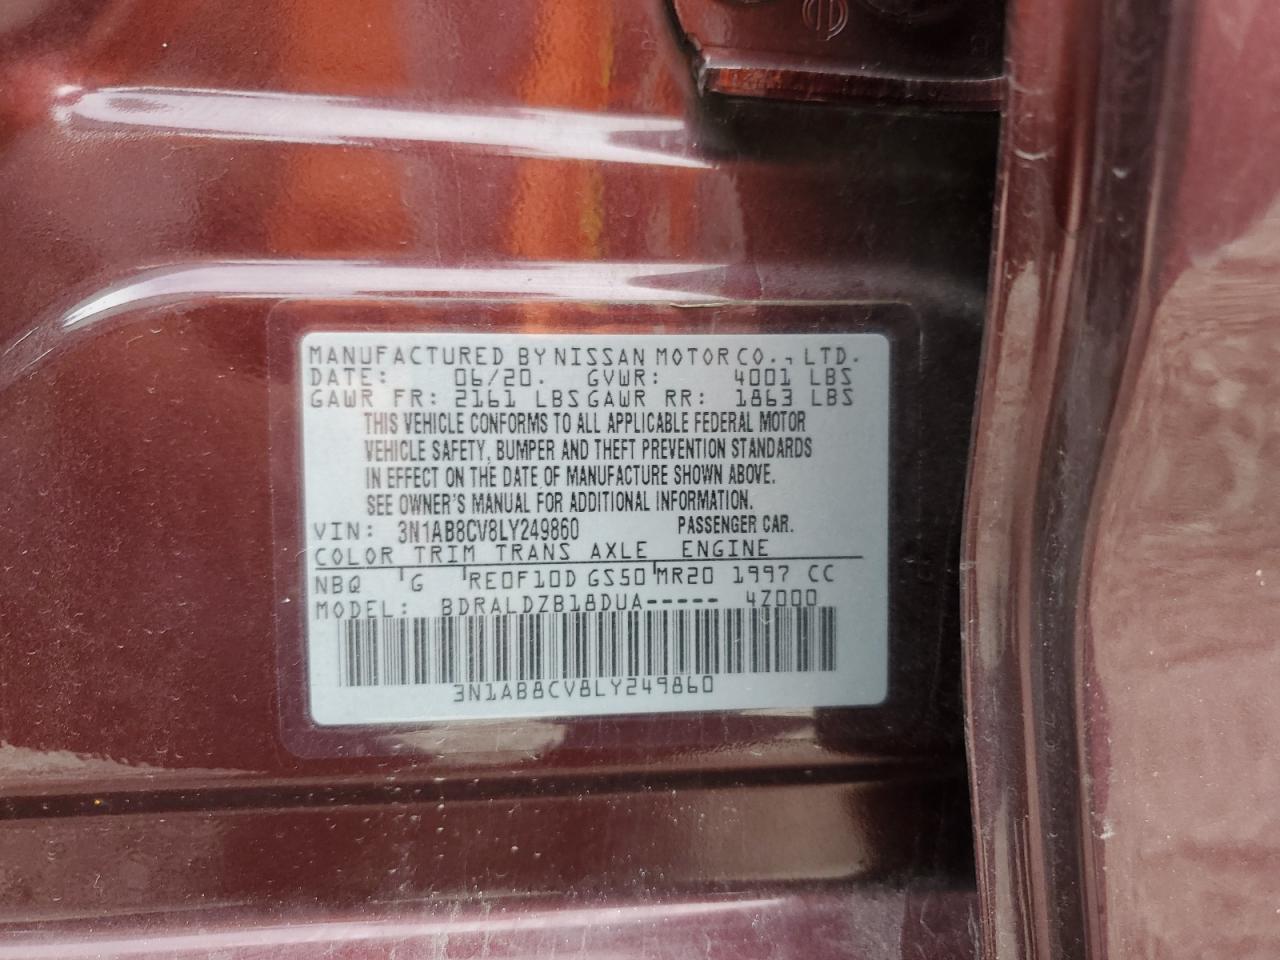 MANUFACTURED BY NISSAN MOTOR CO., LTD.
DATE: 06/20. GVWR: 4001 LBS
GAWR FR: 2161 LBS GAWR RR: 1863 LBS
THIS VEHICLE CONFORMS TO ALL APPLICABLE FEDERAL MOTOR
VEHICLE SAFETY, BUMPER AND THEFT PREVENTION STANDARDS
IN EFFECT ON THE DATE OF MANUFACTURE SHOWN ABOVE.
SEE OWNER'S MANUAL FOR ADDITIONAL INFORMATION.
VIN: 3N1AB8CV8LY249860 PASSENGER CAR.
COLOR TRIM TRANS AXLE ENGINE
NBQ G RE0F10D GS50 MR20 1997 CC
MODEL: BDRALDZB18DUA----- 4Z000
3N1AB8CV8LY249860